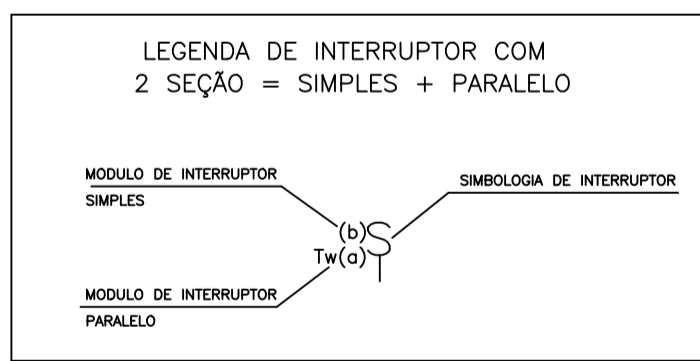 LEGENDA DE INTERRUPTOR COM
2 SEÇÃO = SIMPLES + PARALELO
MODULO DE INTERRUPTOR
SIMPLES
SIMBOLOGIA DE INTERRUPTOR
(b)S
Tw(a)
MODULO DE INTERRUPTOR
PARALELO